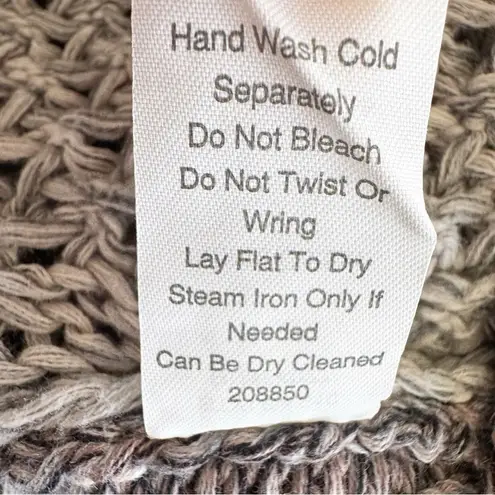 Hand Wash Cold
Separately
Do Not Bleach
Do Not Twist Or
Wring
Lay Flat To Dry
Steam Iron Only If
Needed
Can Be Dry Cleaned
208850